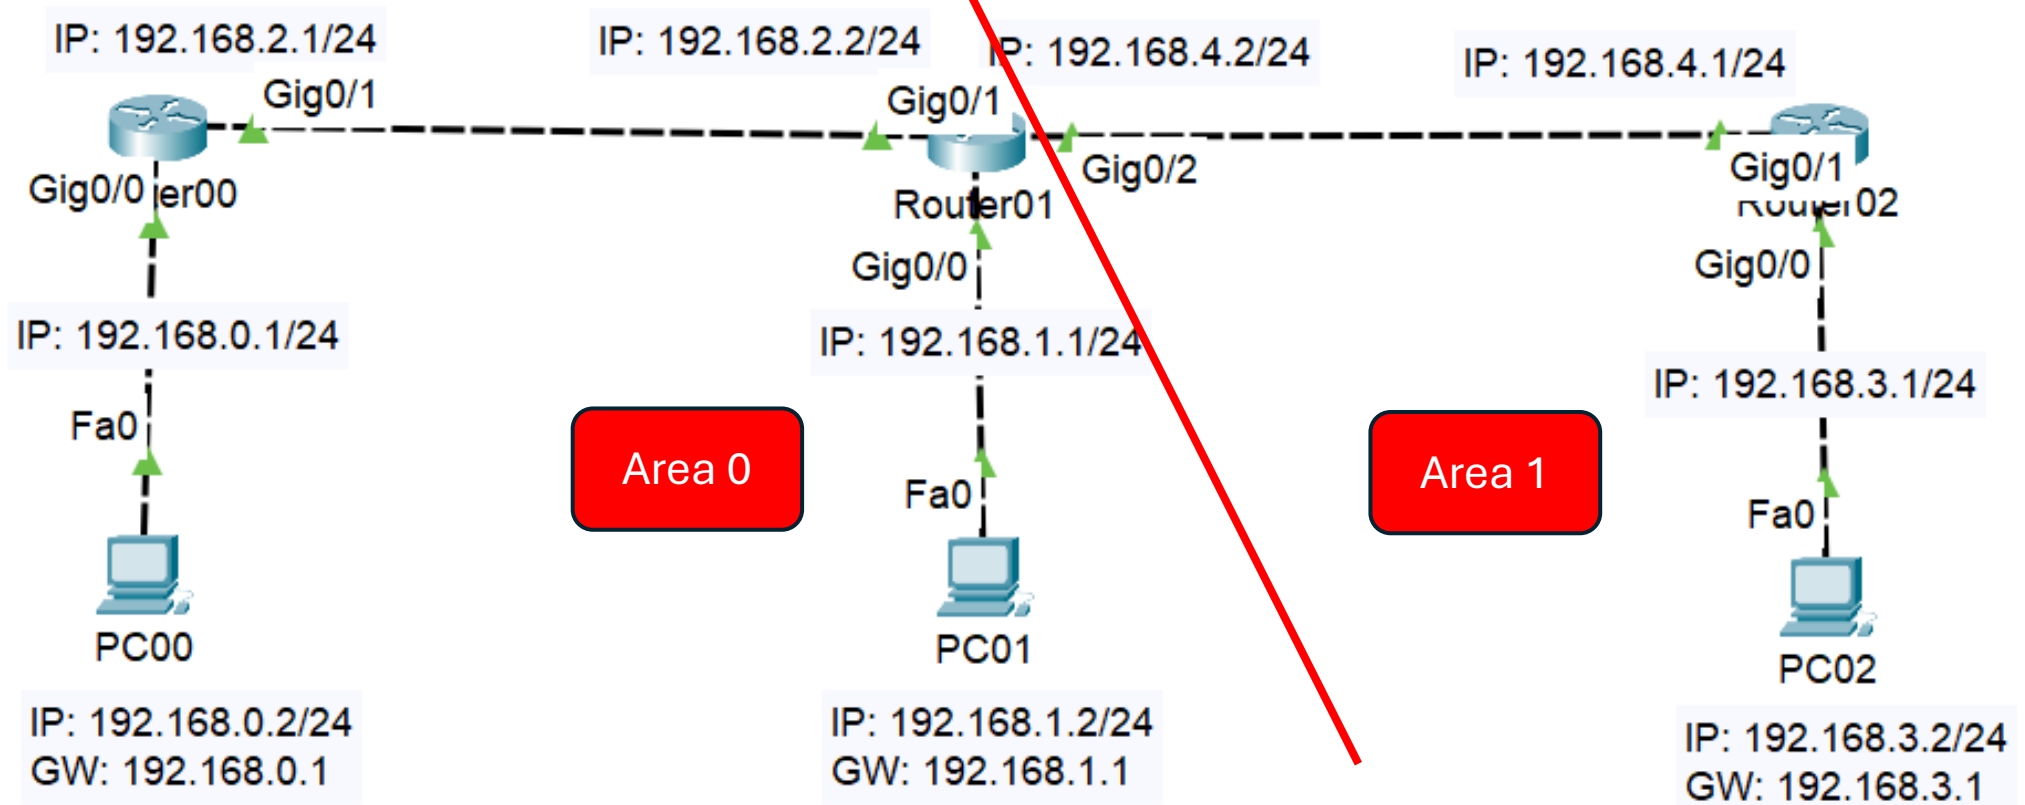 IP: 192.168.2.1/24
IP: 192.168.2.2/24
IP: 192.168.4.2/24
IP: 192.168.4.1/24
Gig0/1
Gig0/1
Gig0/2
Gig0/1
Gig0/0
er00
Router01
Router02
Gig0/0
Gig0/0
IP: 192.168.0.1/24
IP: 192.168.1.1/24
IP: 192.168.3.1/24
Fa0
Area 0
Area 1
Fa0
Fa0
PC00
PC01
PC02
IP: 192.168.0.2/24
GW: 192.168.0.1
IP: 192.168.1.2/24
GW: 192.168.1.1
IP: 192.168.3.2/24
GW: 192.168.3.1